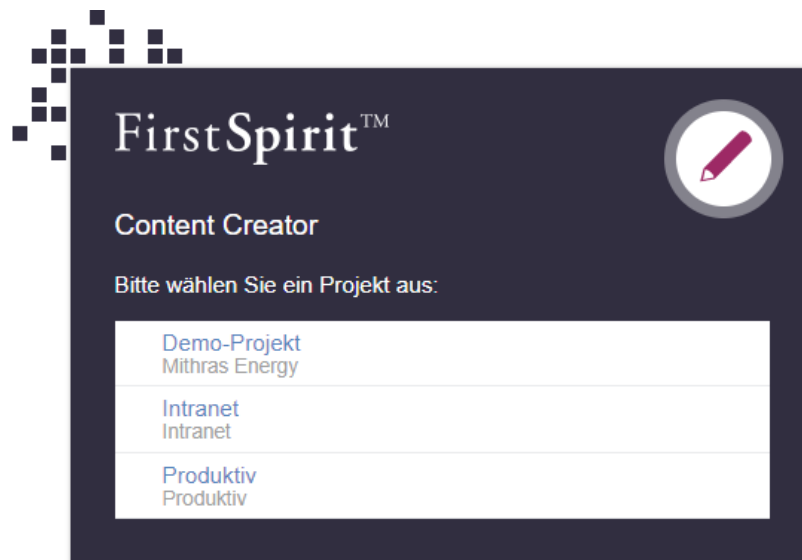 FirstSpirit™
Content Creator
Bitte wählen Sie ein Projekt aus:
Demo-Projekt
Mithras Energy
Intranet
Intranet
Produktiv
Produktiv